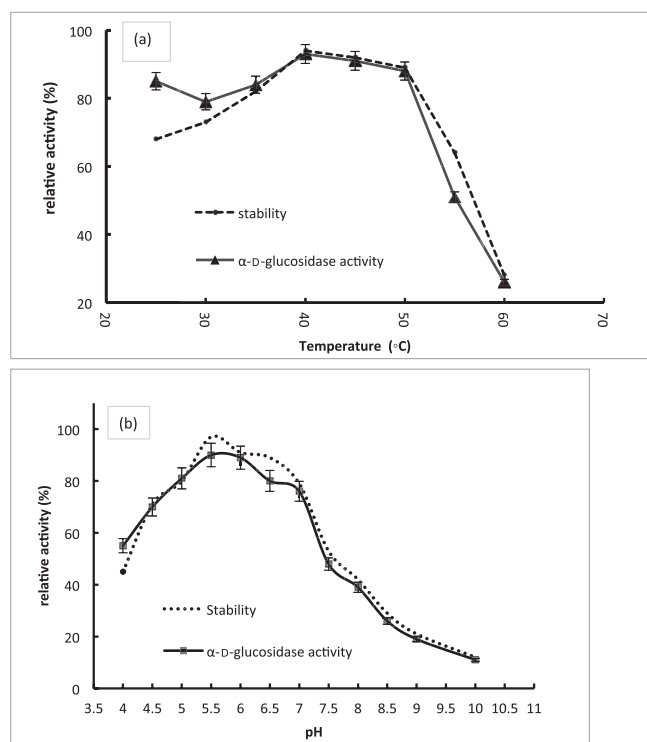 (a)
100
80
60
40
20
relative activity (%)
stability
α-D-glucosidase activity
20
30
40
50
60
70
Temperature (◦C)
(b)
100
80
60
40
20
0
relative activity (%)
Stability
α-D-glucosidase activity
3.5 4 4.5 5 5.5 6 6.5 7 7.5 8 8.5 9 9.5 10 10.5 11
pH